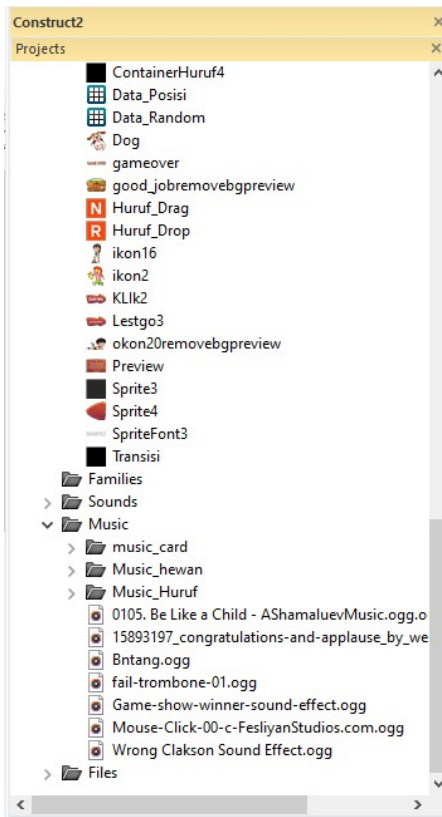 Construct2
Projects
ContainerHuruf4
Data_Posisi
Data_Random
Dog
gameover
good_jobremovebgpreview
N Huruf_Drag
R Huruf_Drop
ikon16
ikon2
KLIk2
Lestgo3
okon20removebgpreview
Preview
Sprite3
Sprite4
SpriteFont3
Transisi
Families
Sounds
Music
music_card
Music_hewan
Music_Huruf
0105. Be Like a Child - AShamaluevMusic.ogg.o
15893197_congratulations-and-applause_by_we
Bntang.ogg
fail-trombone-01.ogg
Game-show-winner-sound-effect.ogg
Mouse-Click-00-c-FesliyanStudios.com.ogg
Wrong Clakson Sound Effect.ogg
Files